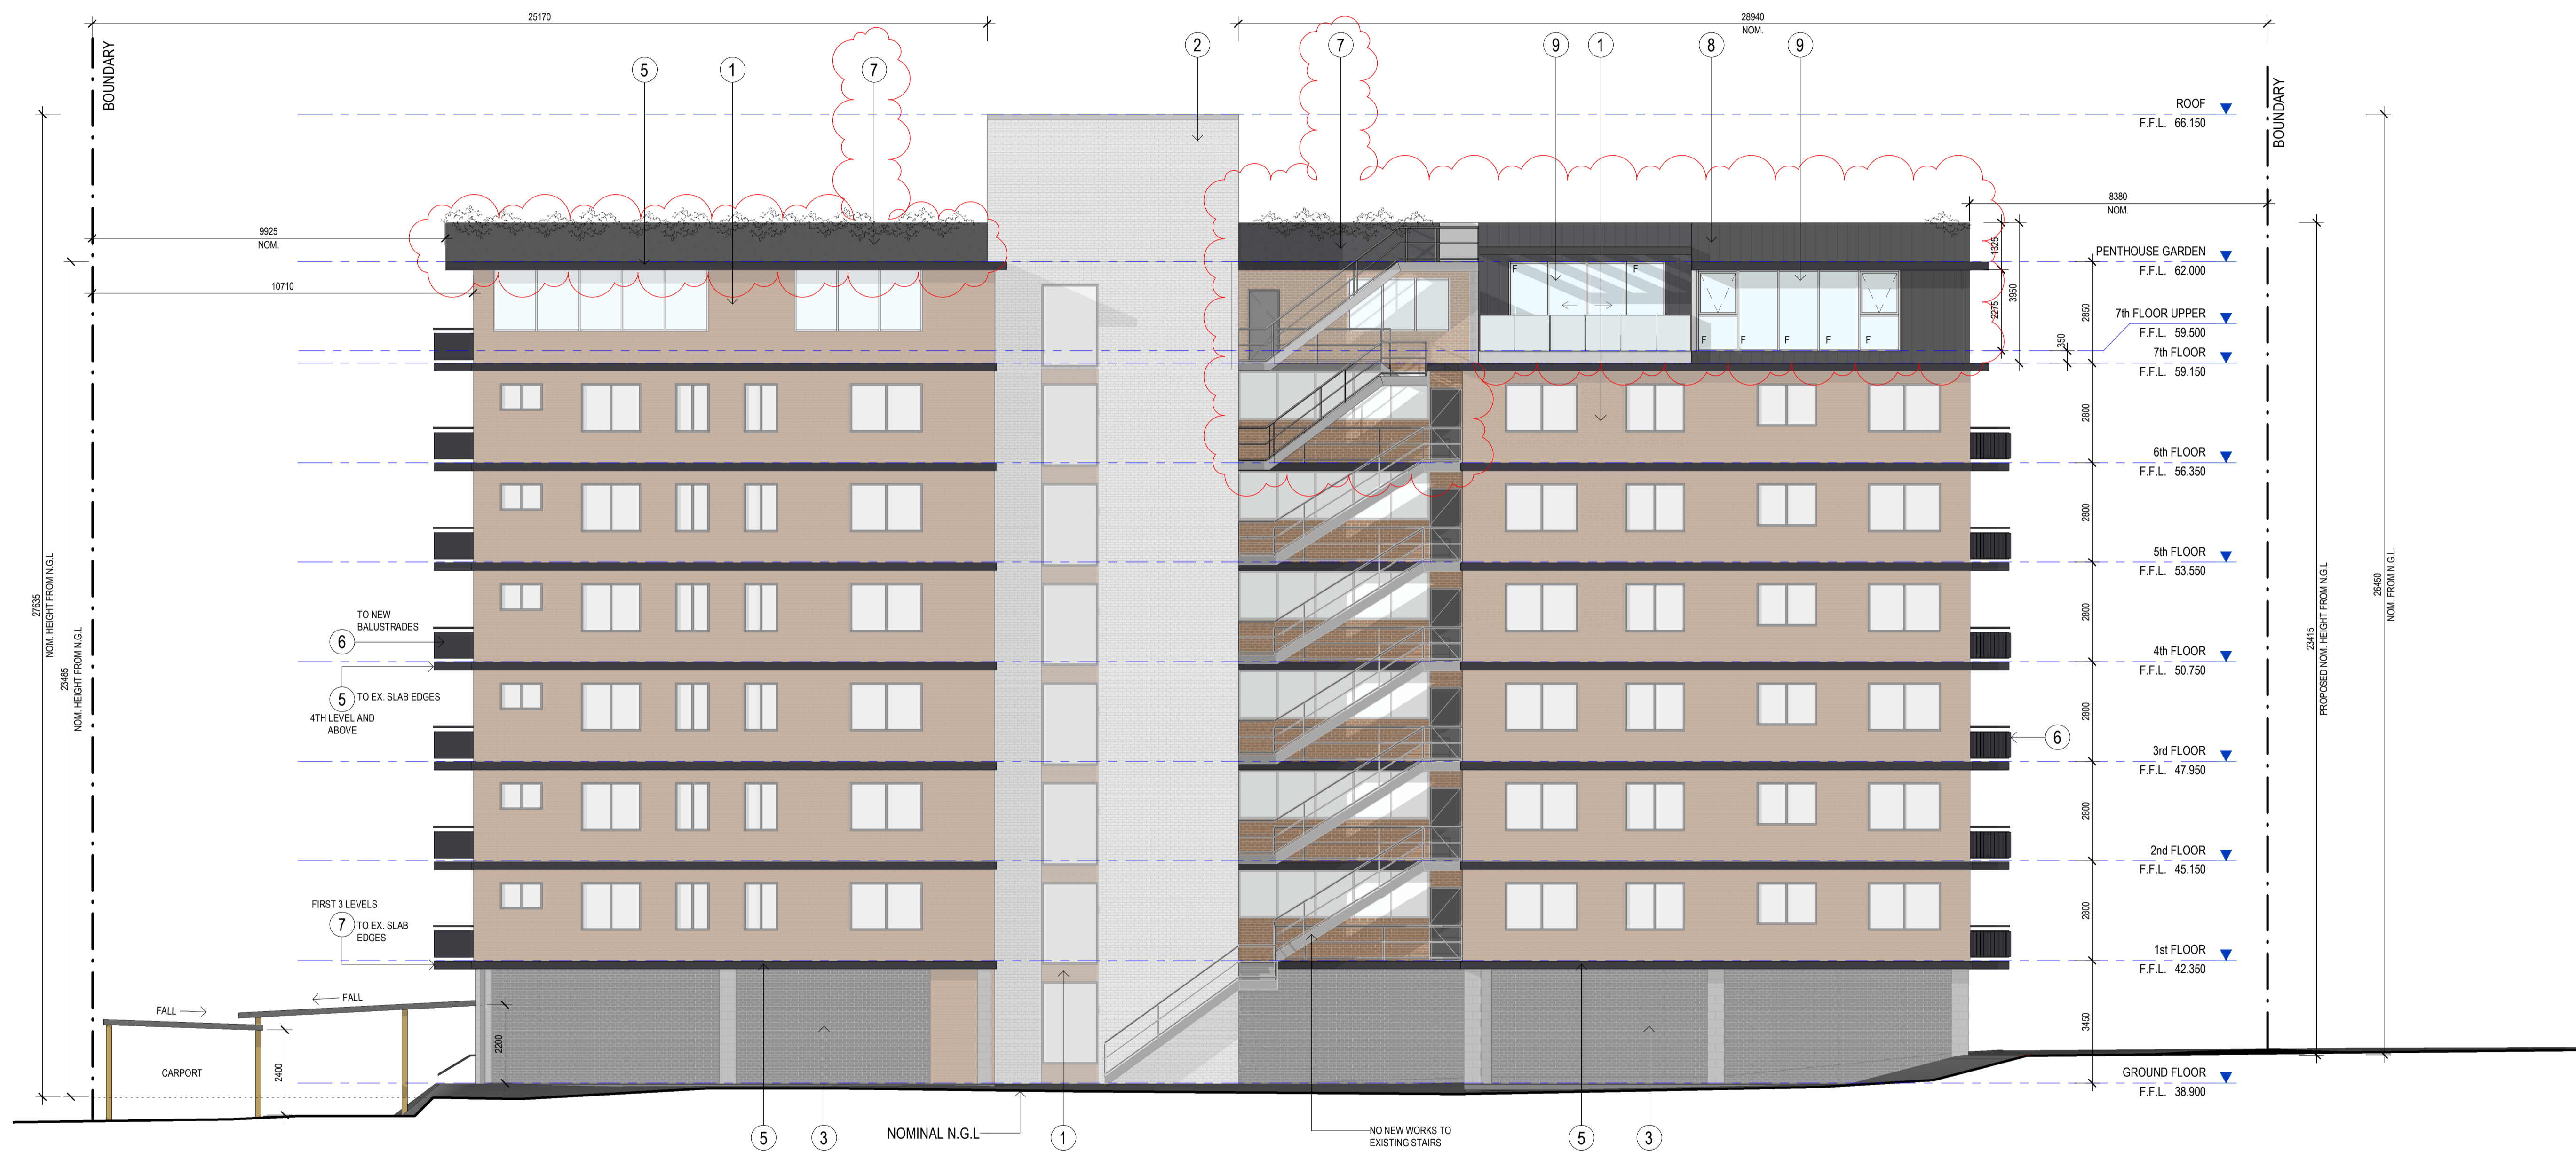 25170
28940
NOM.
BOUNDARY
BOUNDARY
5
1
7
2
7
9
1
8
9
ROOF
F.F.L. 66.150
8380
NOM.
9925
NOM.
10710
PENTHOUSE GARDEN
F.F.L. 62.000
7th FLOOR UPPER
F.F.L. 59.500
7th FLOOR
F.F.L. 59.150
1325
2275
3950
2850
350
F
F
F
F
F
F
F
2800
6th FLOOR
F.F.L. 56.350
2800
5th FLOOR
F.F.L. 53.550
2800
4th FLOOR
F.F.L. 50.750
2800
3rd FLOOR
F.F.L. 47.950
2800
2nd FLOOR
F.F.L. 45.150
2800
1st FLOOR
F.F.L. 42.350
3450
GROUND FLOOR
F.F.L. 38.900
27635
NOM. HEIGHT FROM N.G.L
23485
NOM. HEIGHT FROM N.G.L
23415
PROPOSED NOM. HEIGHT FROM N.G.L
26450
NOM. FROM N.G.L.
TO NEW
BALUSTRADES
6
5
TO EX. SLAB EDGES
4TH LEVEL AND
ABOVE
6
FIRST 3 LEVELS
7
TO EX. SLAB
EDGES
FALL
FALL
CARPORT
2400
2200
5
3
NOMINAL N.G.L
1
NO NEW WORKS TO
EXISTING STAIRS
5
3